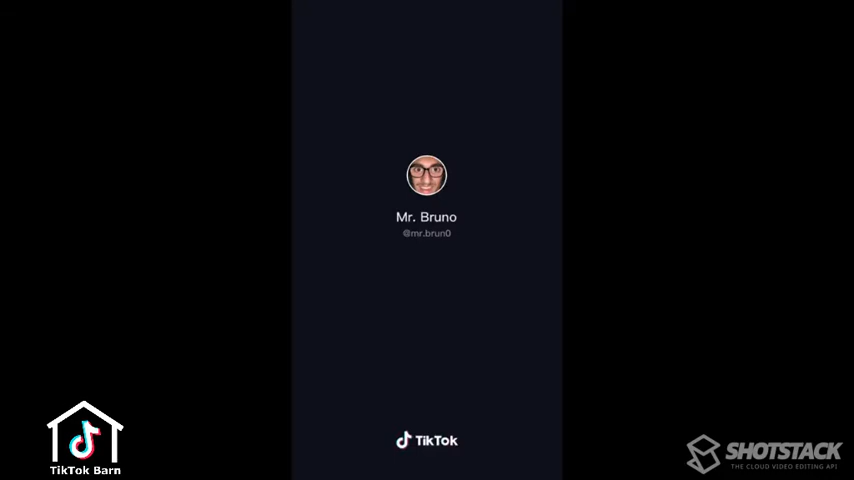 Mr. Bruno
@mr.brun0
TikTok
TikTok Barn
SHOTSTACK
THE CLOUD VIDEO EDITING API